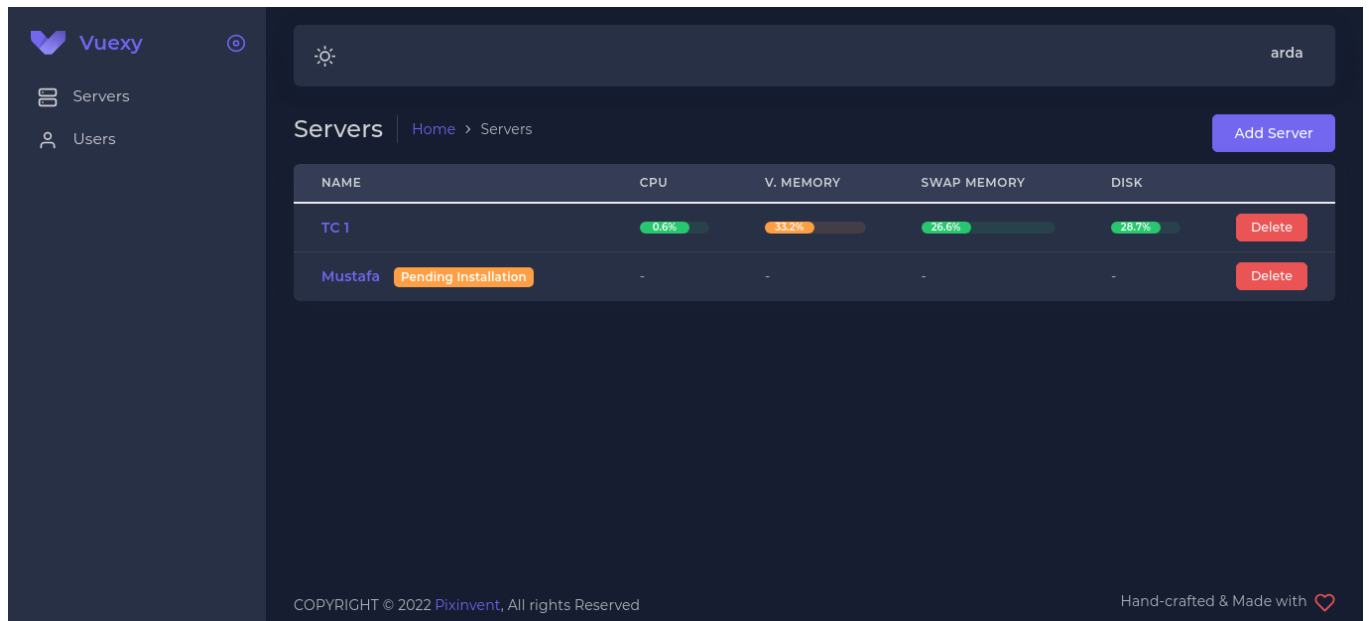 Vuexy
arda
Servers
Users
Servers Home > Servers
Add Server
NAME CPU V. MEMORY SWAP MEMORY DISK
TC 1 0.6% 33.2% 26.6% 28.7% Delete
Mustafa Pending Installation - - - - Delete
COPYRIGHT © 2022 Pixinvent, All rights Reserved
Hand-crafted & Made with